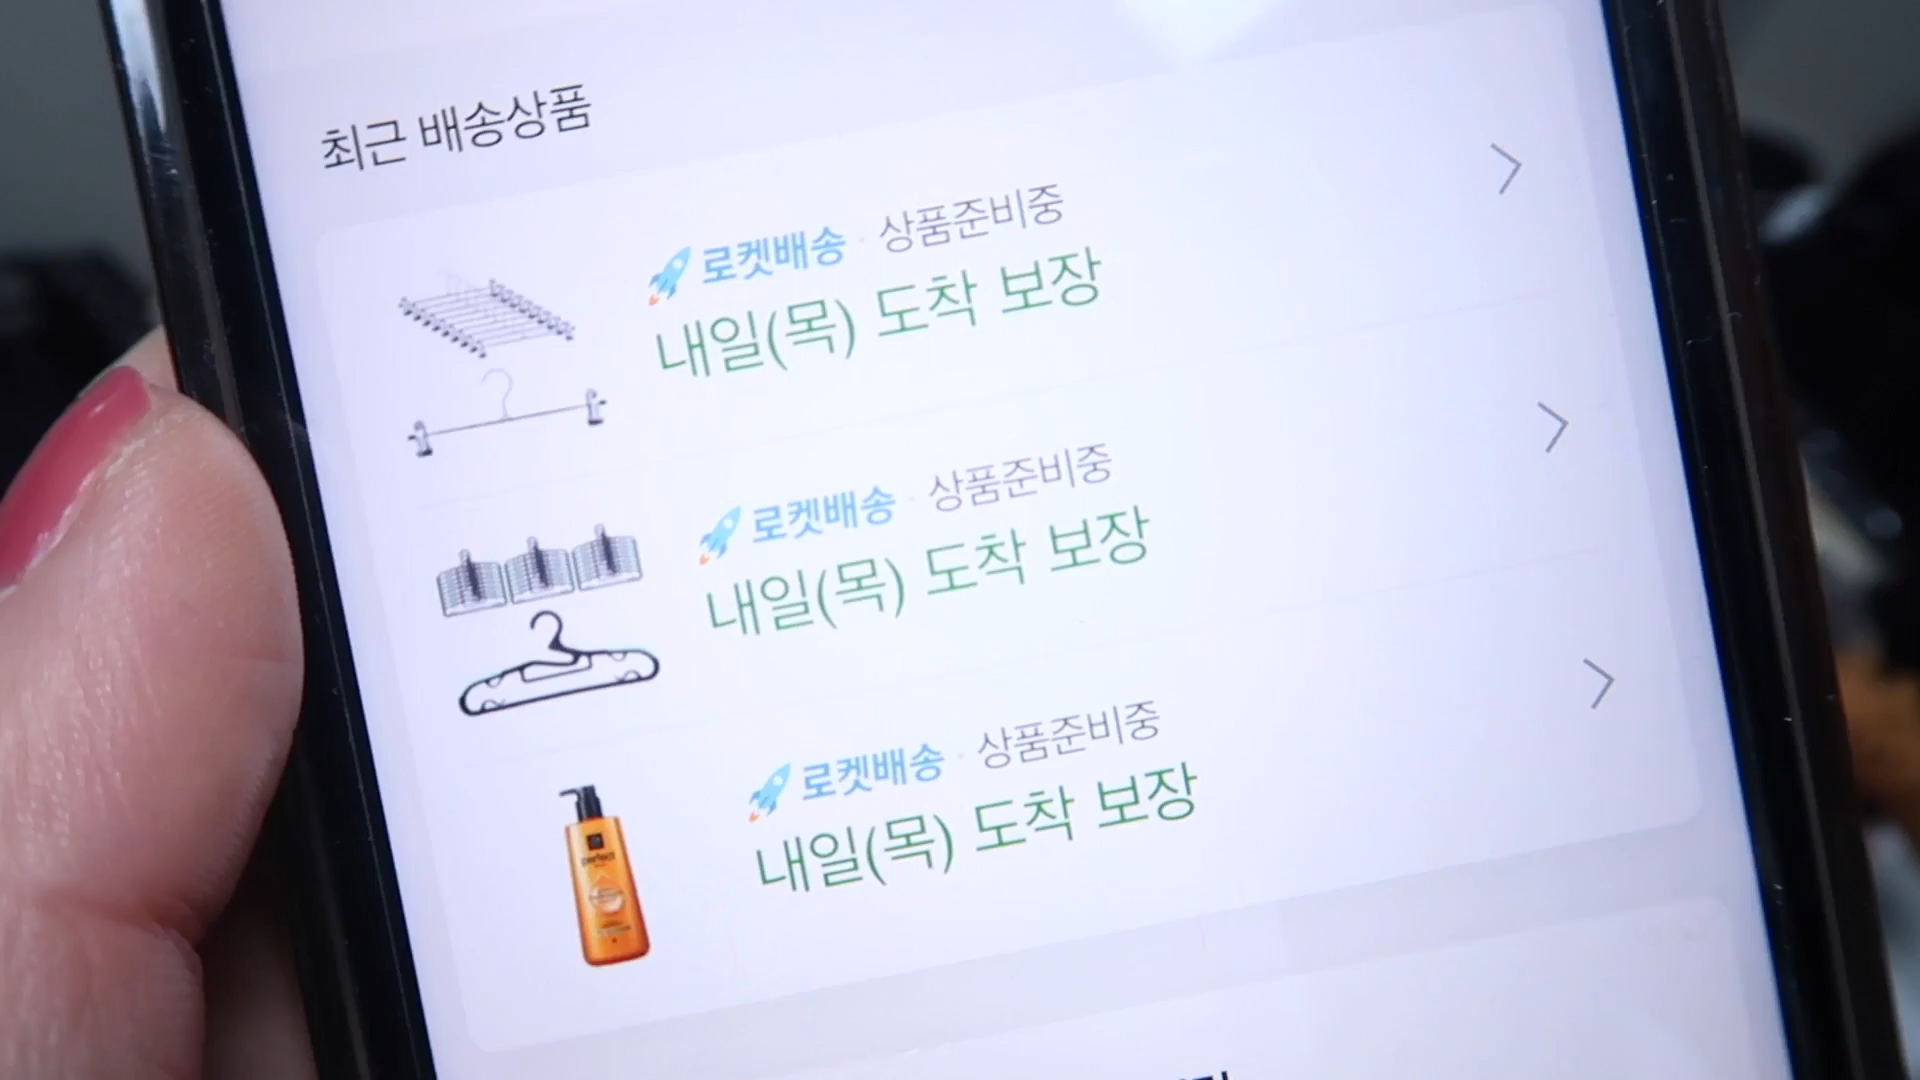 최근 배송상품
로켓배송 · 상품준비중
내일(목) 도착 보장
로켓배송 · 상품준비중
내일(목) 도착 보장
로켓배송 · 상품준비중
내일(목) 도착 보장
perfect